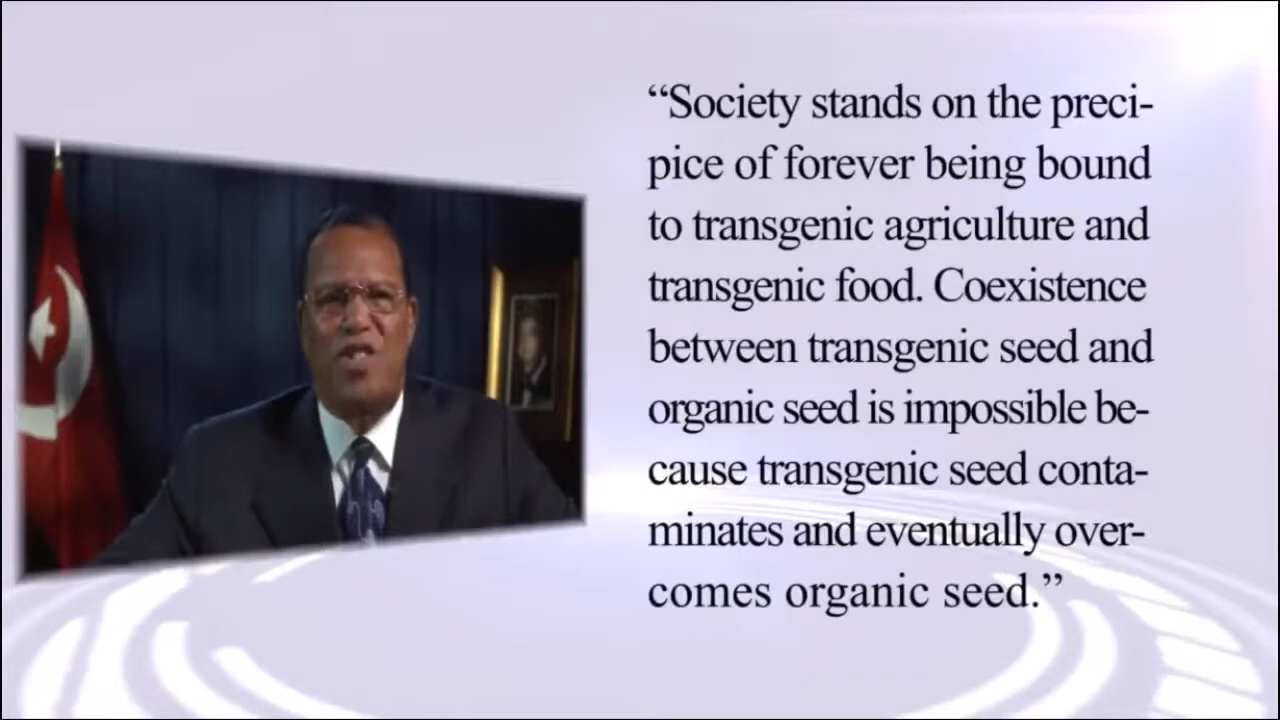 “Society stands on the preci-
pice of forever being bound
to transgenic agriculture and
transgenic food. Coexistence
between transgenic seed and
organic seed is impossible be-
cause transgenic seed conta-
minates and eventually over-
comes organic seed.”